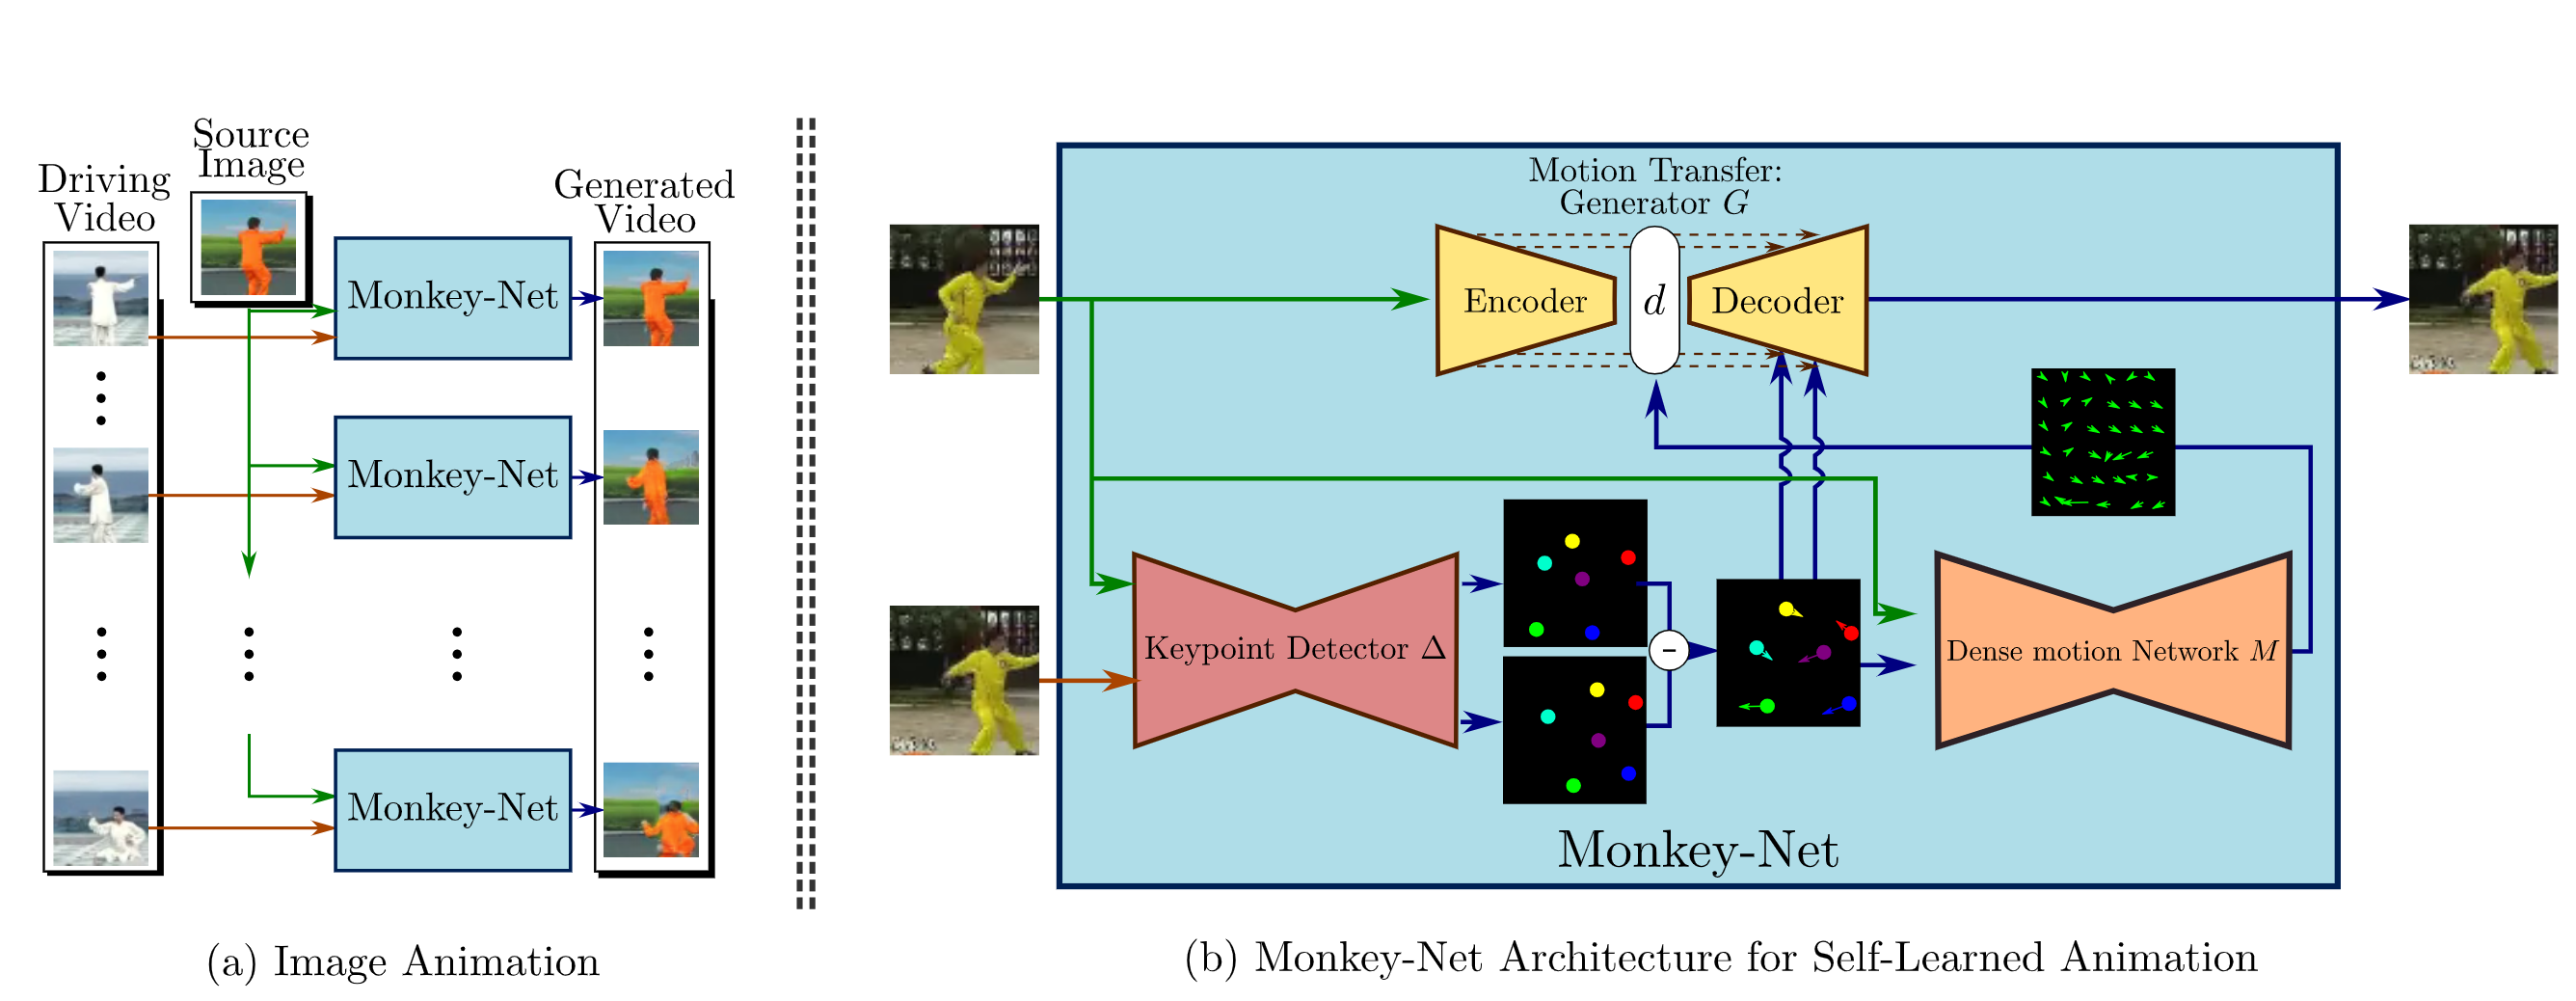 Source
Image
Driving
Video
Generated
Video
Monkey-Net
Monkey-Net
Monkey-Net
(a) Image Animation
Motion Transfer:
Generator G
Encoder
d
Decoder
Keypoint Detector Δ
-
Dense motion Network M
Monkey-Net
(b) Monkey-Net Architecture for Self-Learned Animation